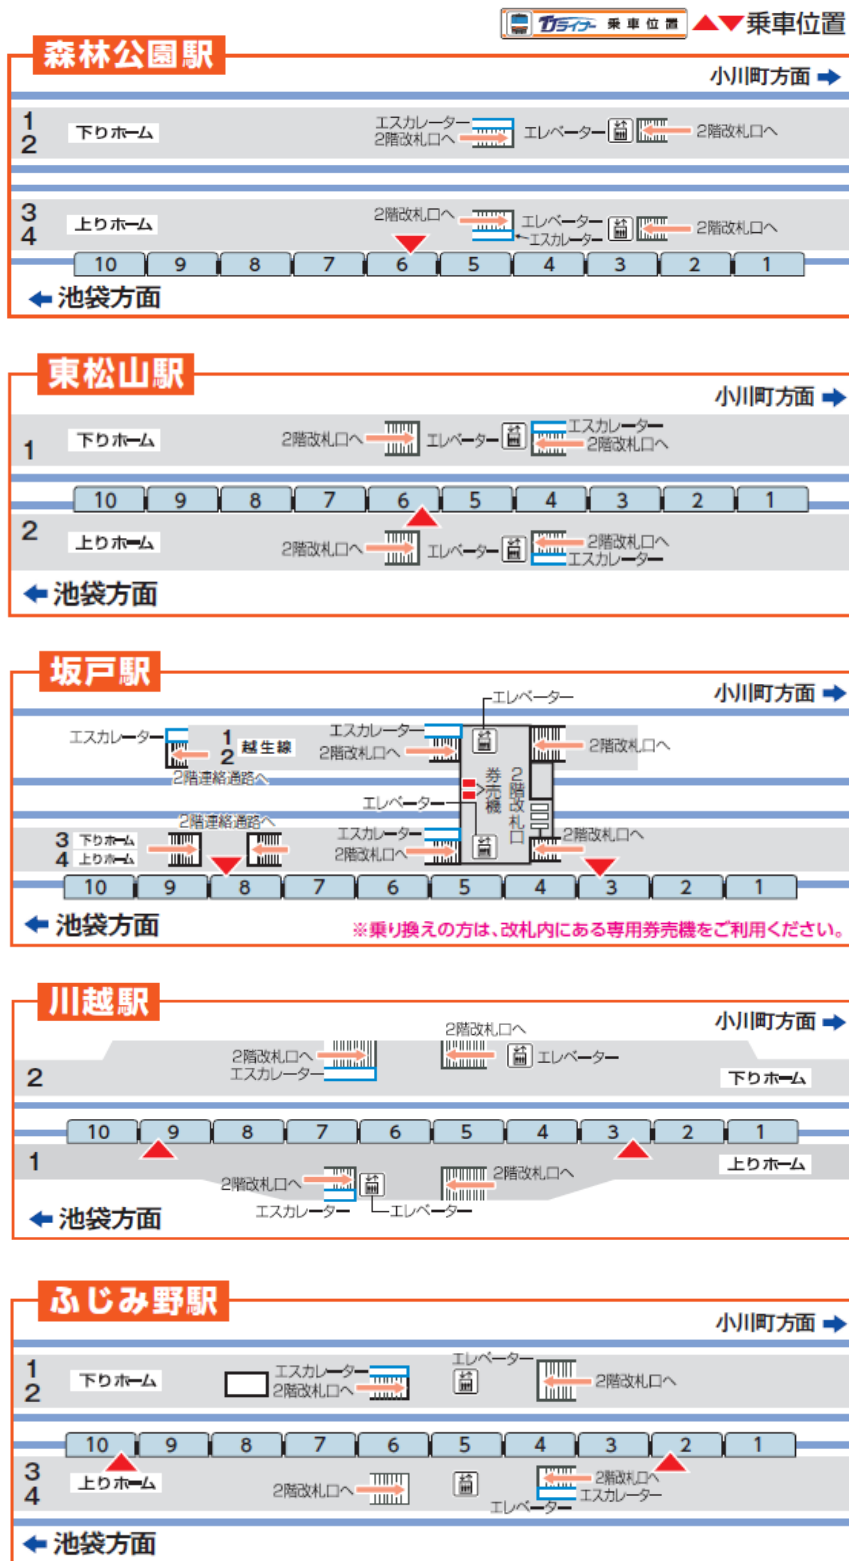 TJライナー 乗車位置 ▲▼乗車位置
森林公園駅
小川町方面
1
2
下りホーム
エスカレーター
2階改札口へ
エレベーター
2階改札口へ
3
4
上りホーム
2階改札口へ
エレベーター
エスカレーター
2階改札口へ
10 9 8 7 6 5 4 3 2 1
池袋方面
東松山駅
小川町方面
1
下りホーム
2階改札口へ
エレベーター
エスカレーター
2階改札口へ
10 9 8 7 6 5 4 3 2 1
2
上りホーム
2階改札口へ
エレベーター
2階改札口へ
エスカレーター
池袋方面
坂戸駅
エレベーター
小川町方面
エスカレーター
1
2
越生線
エスカレーター
2階改札口へ
2階改札口へ
2階連絡通路へ
券売機
2階改札口
エレベーター
2階連絡通路へ
3 下りホーム
4 上りホーム
エスカレーター
2階改札口へ
2階改札口へ
10 9 8 7 6 5 4 3 2 1
池袋方面
※乗り換えの方は、改札内にある専用券売機をご利用ください。
川越駅
小川町方面
2階改札口へ
2階改札口へ
エスカレーター
エレベーター
2
下りホーム
10 9 8 7 6 5 4 3 2 1
1
上りホーム
2階改札口へ
2階改札口へ
エスカレーター
エレベーター
池袋方面
ふじみ野駅
小川町方面
1
2
下りホーム
エスカレーター
2階改札口へ
エレベーター
2階改札口へ
10 9 8 7 6 5 4 3 2 1
3
4
上りホーム
2階改札口へ
2階改札口へ
エスカレーター
エレベーター
池袋方面